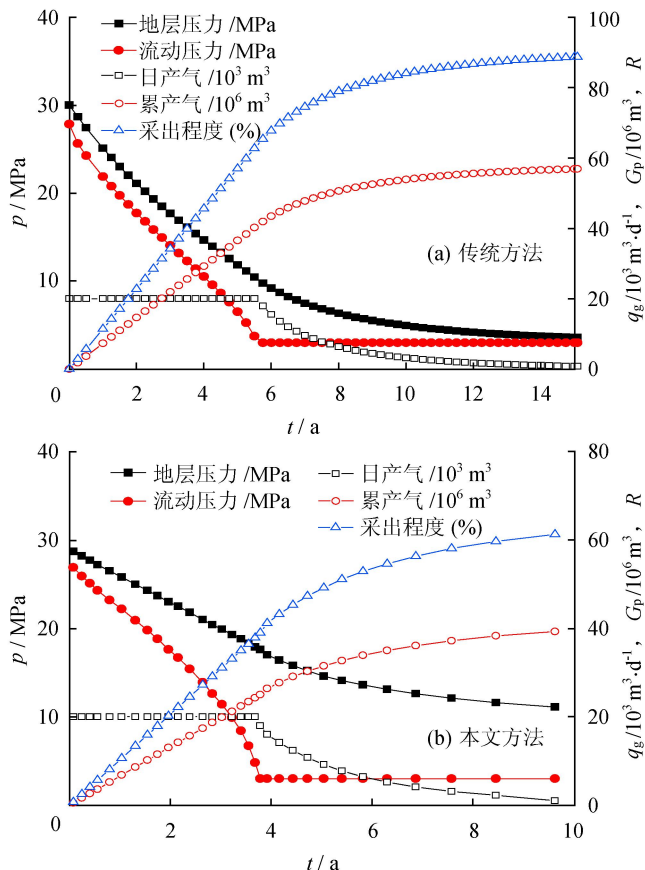 40
30
20
10
0
p / MPa
地层压力 /MPa
流动压力 /MPa
日产气 /10³ m³
累产气 /10⁶ m³
采出程度 (%)
(a) 传统方法
100
80
60
40
20
0
qg /10³ m³·d⁻¹, Gp /10⁶ m³, R
0 2 4 6 8 10 12 14
t / a
40
30
20
10
0
p / MPa
地层压力 /MPa
流动压力 /MPa
日产气 /10³ m³
累产气 /10⁶ m³
采出程度 (%)
(b) 本文方法
80
60
40
20
0
qg /10³ m³·d⁻¹, Gp /10⁶ m³, R
0 2 4 6 8 10
t / a